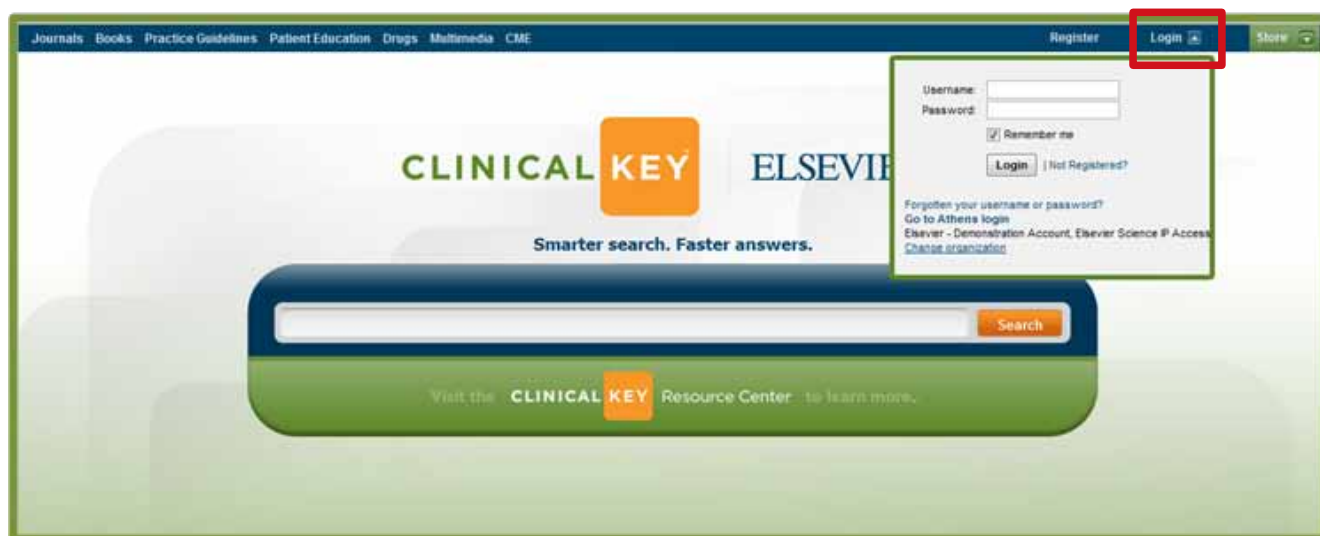 Journals Books Practice Guidelines Patient Education Drugs Multimedia CME Register Login Store
Username:
Password:
Remember me
Login | Not Registered?
Forgotten your username or password?
Go to Athens login
Elsevier - Demonstration Account, Elsevier Science IP Access
Change organization
CLINICAL KEY ELSEVIE
Smarter search. Faster answers.
Search
Visit the CLINICAL KEY Resource Center to learn more.